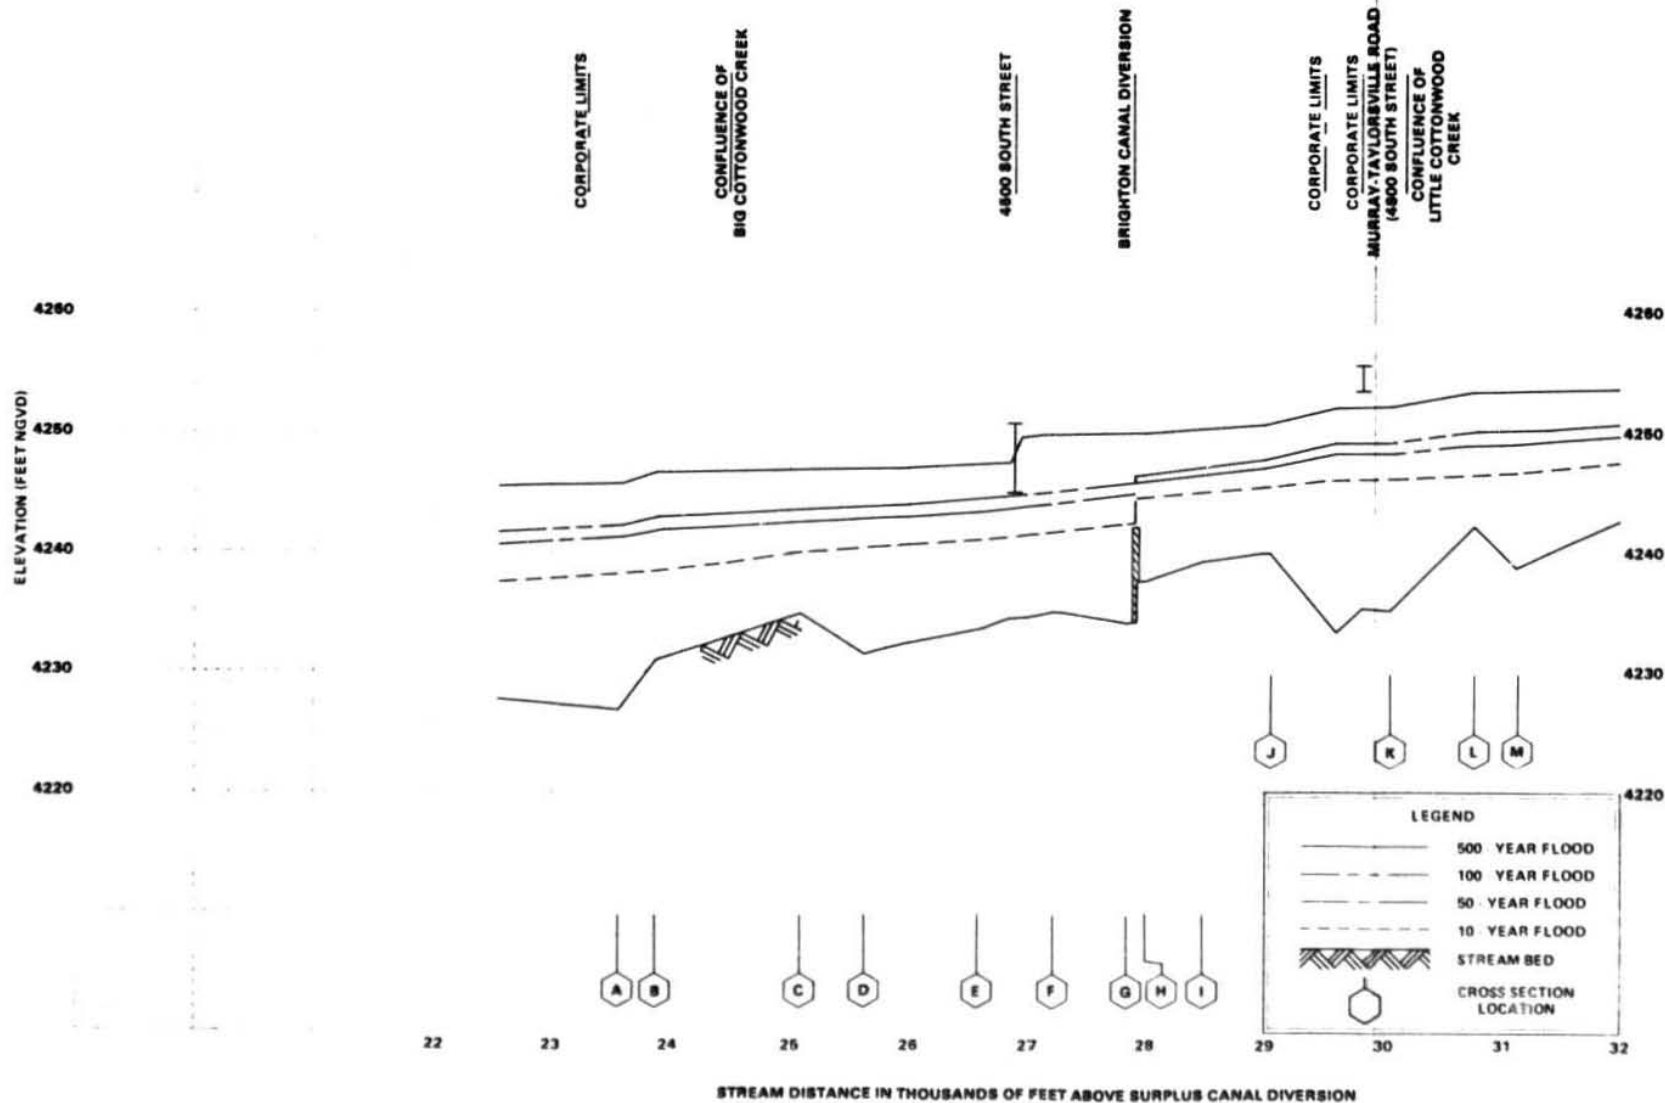 CORPORATE LIMITS
CONFLUENCE OF
BIG COTTONWOOD CREEK
4500 SOUTH STREET
BRIGHTON CANAL DIVERSION
CORPORATE LIMITS
CORPORATE LIMITS
MURRAY-TAYLORSVILLE ROAD
(4800 SOUTH STREET)
CONFLUENCE OF
LITTLE COTTONWOOD
CREEK
ELEVATION (FEET NGVD)
4260
4250
4240
4230
4220
4260
4250
4240
4230
4220
J K L M
LEGEND
500 - YEAR FLOOD
100 - YEAR FLOOD
50 - YEAR FLOOD
10 - YEAR FLOOD
STREAM BED
CROSS SECTION
LOCATION
A B C D E F G H I
22 23 24 25 26 27 28 29 30 31 32
STREAM DISTANCE IN THOUSANDS OF FEET ABOVE SURPLUS CANAL DIVERSION